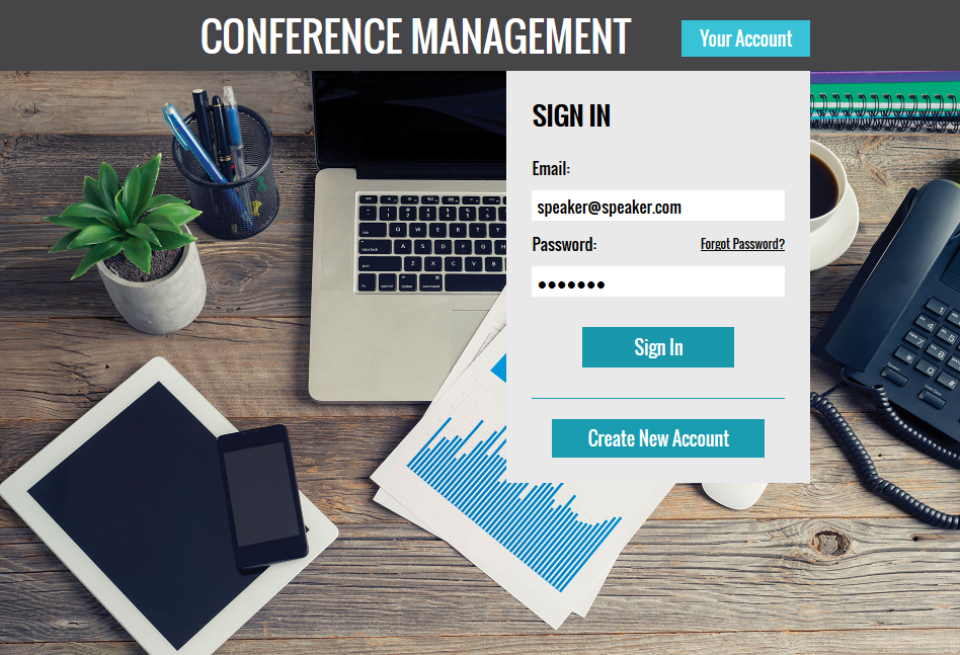 CONFERENCE MANAGEMENT
Your Account
SIGN IN
Email:
speaker@speaker.com
Password:
Forgot Password?
•••••••
Sign In
Create New Account